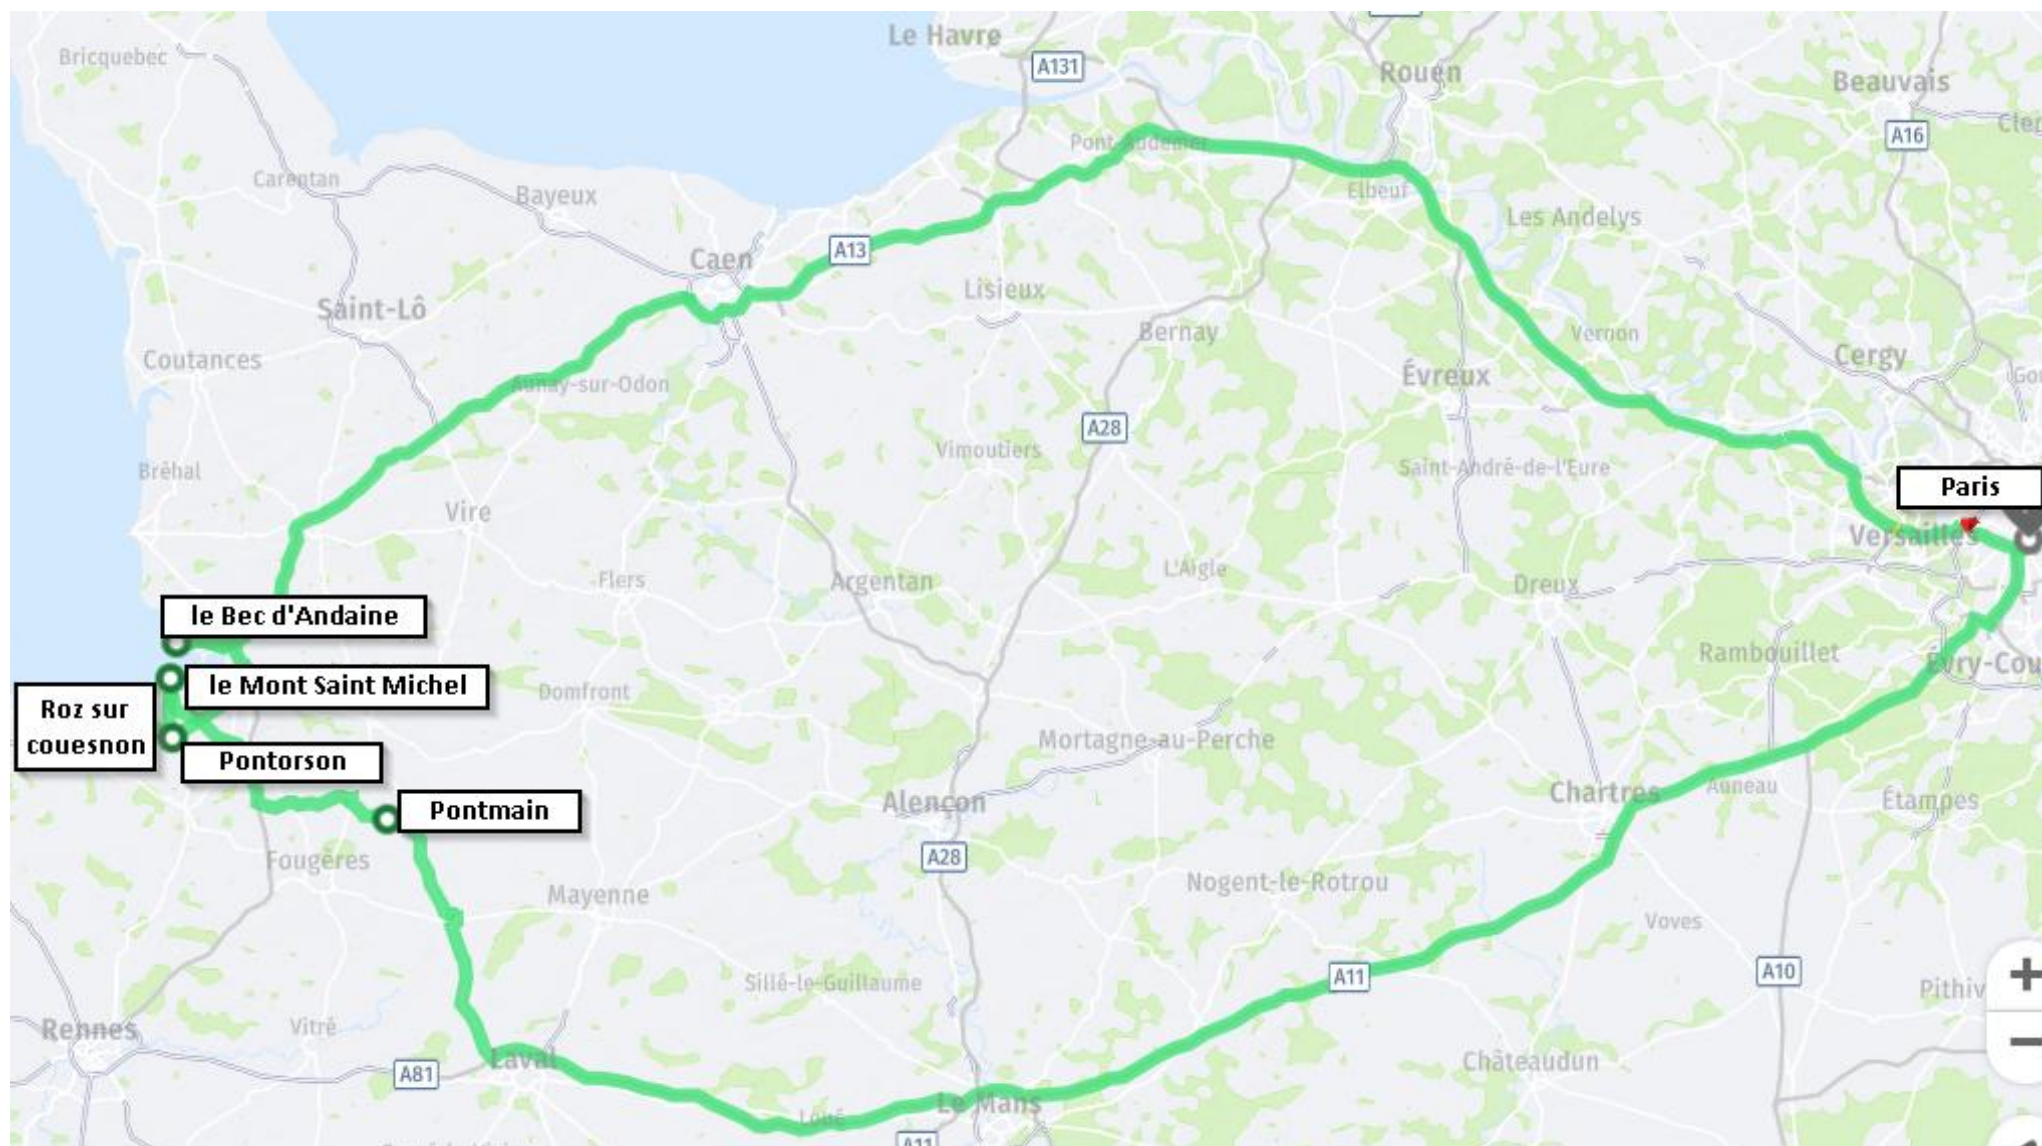 Le Havre
Bricquebec
A131
Rouen
Beauvais
A16
Pont-Audemer
Carentan
Bayeux
Elbeuf
Les Andelys
A13
Caen
Lisieux
Saint-Lô
Bernay
Vernon
Coutances
Cergy
Évreux
Aunay-sur-Odon
A28
Vimoutiers
Saint-André-de-l'Eure
Bréhal
Paris
Vire
Versailles
Flers
Argentan
L'Aigle
Dreux
le Bec d'Andaine
Rambouillet
Évry-Cou
le Mont Saint Michel
Domfront
Roz sur
couesnon
Mortagne-au-Perche
Pontorson
Chartres
Auneau
Alençon
Étampes
Pontmain
A28
Fougères
Nogent-le-Rotrou
Mayenne
Voves
A11
A10
Sillé-le-Guillaume
Pithiv
Rennes
Vitré
Laval
Châteaudun
A81
Le Mans
Loué
A11